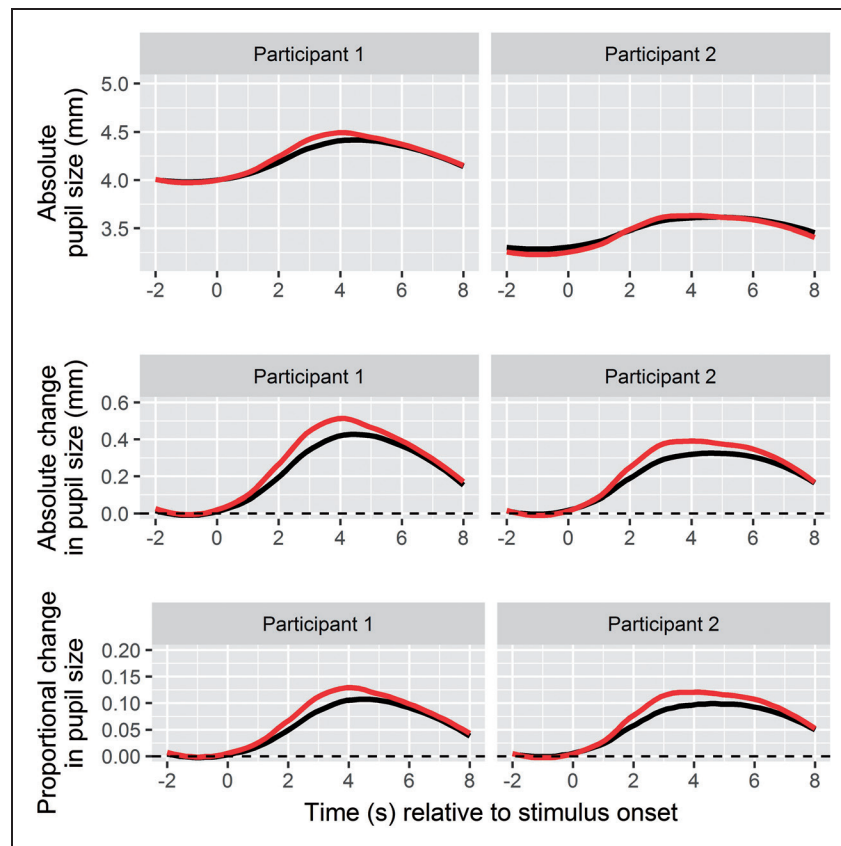 Participant 1
Participant 2
Absolute
pupil size (mm)
5.0
4.5
4.0
3.5
-2 0 2 4 6 8
-2 0 2 4 6 8
Participant 1
Participant 2
Absolute change
in pupil size (mm)
0.6
0.4
0.2
0.0
-2 0 2 4 6 8
-2 0 2 4 6 8
Participant 1
Participant 2
Proportional change
in pupil size
0.20
0.15
0.10
0.05
0.00
-2 0 2 4 6 8
-2 0 2 4 6 8
Time (s) relative to stimulus onset